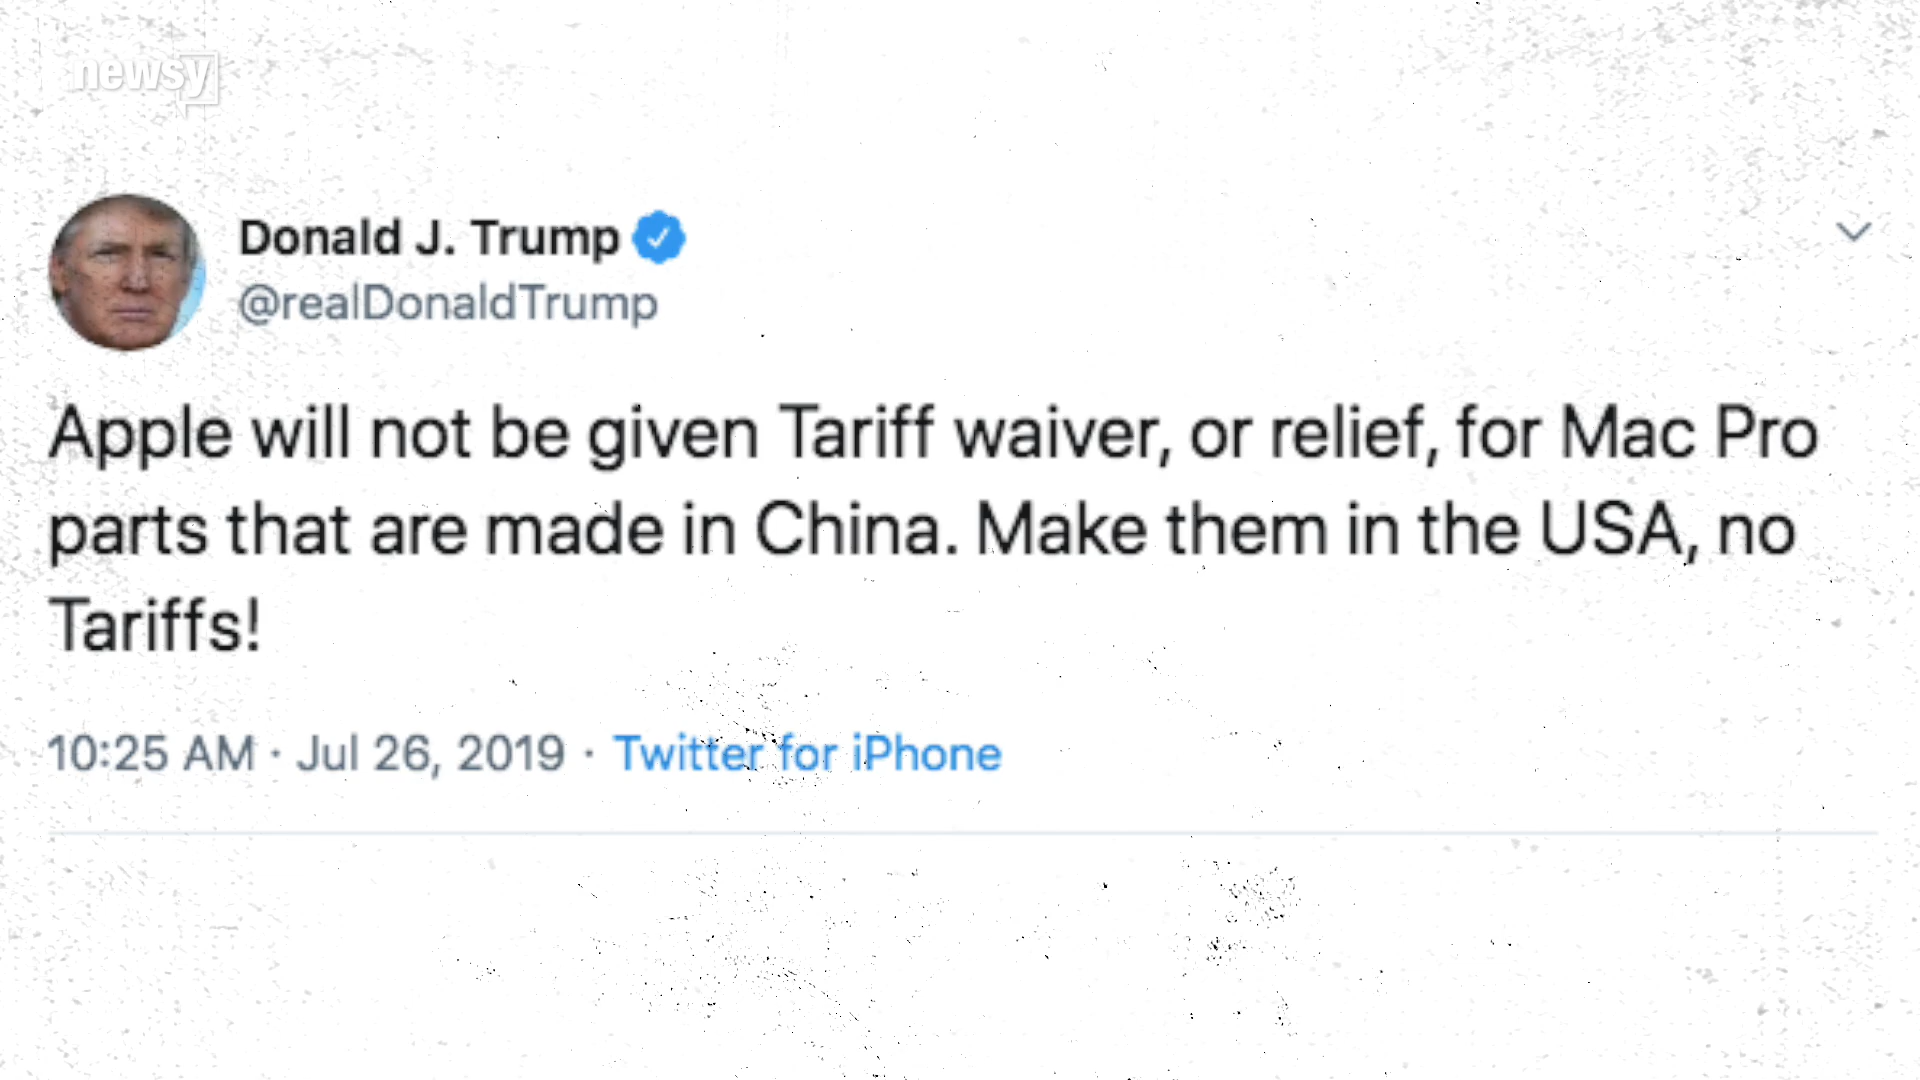 newsy
Donald J. Trump
@realDonaldTrump
Apple will not be given Tariff waiver, or relief, for Mac Pro
parts that are made in China. Make them in the USA, no
Tariffs!
10:25 AM · Jul 26, 2019 · Twitter for iPhone